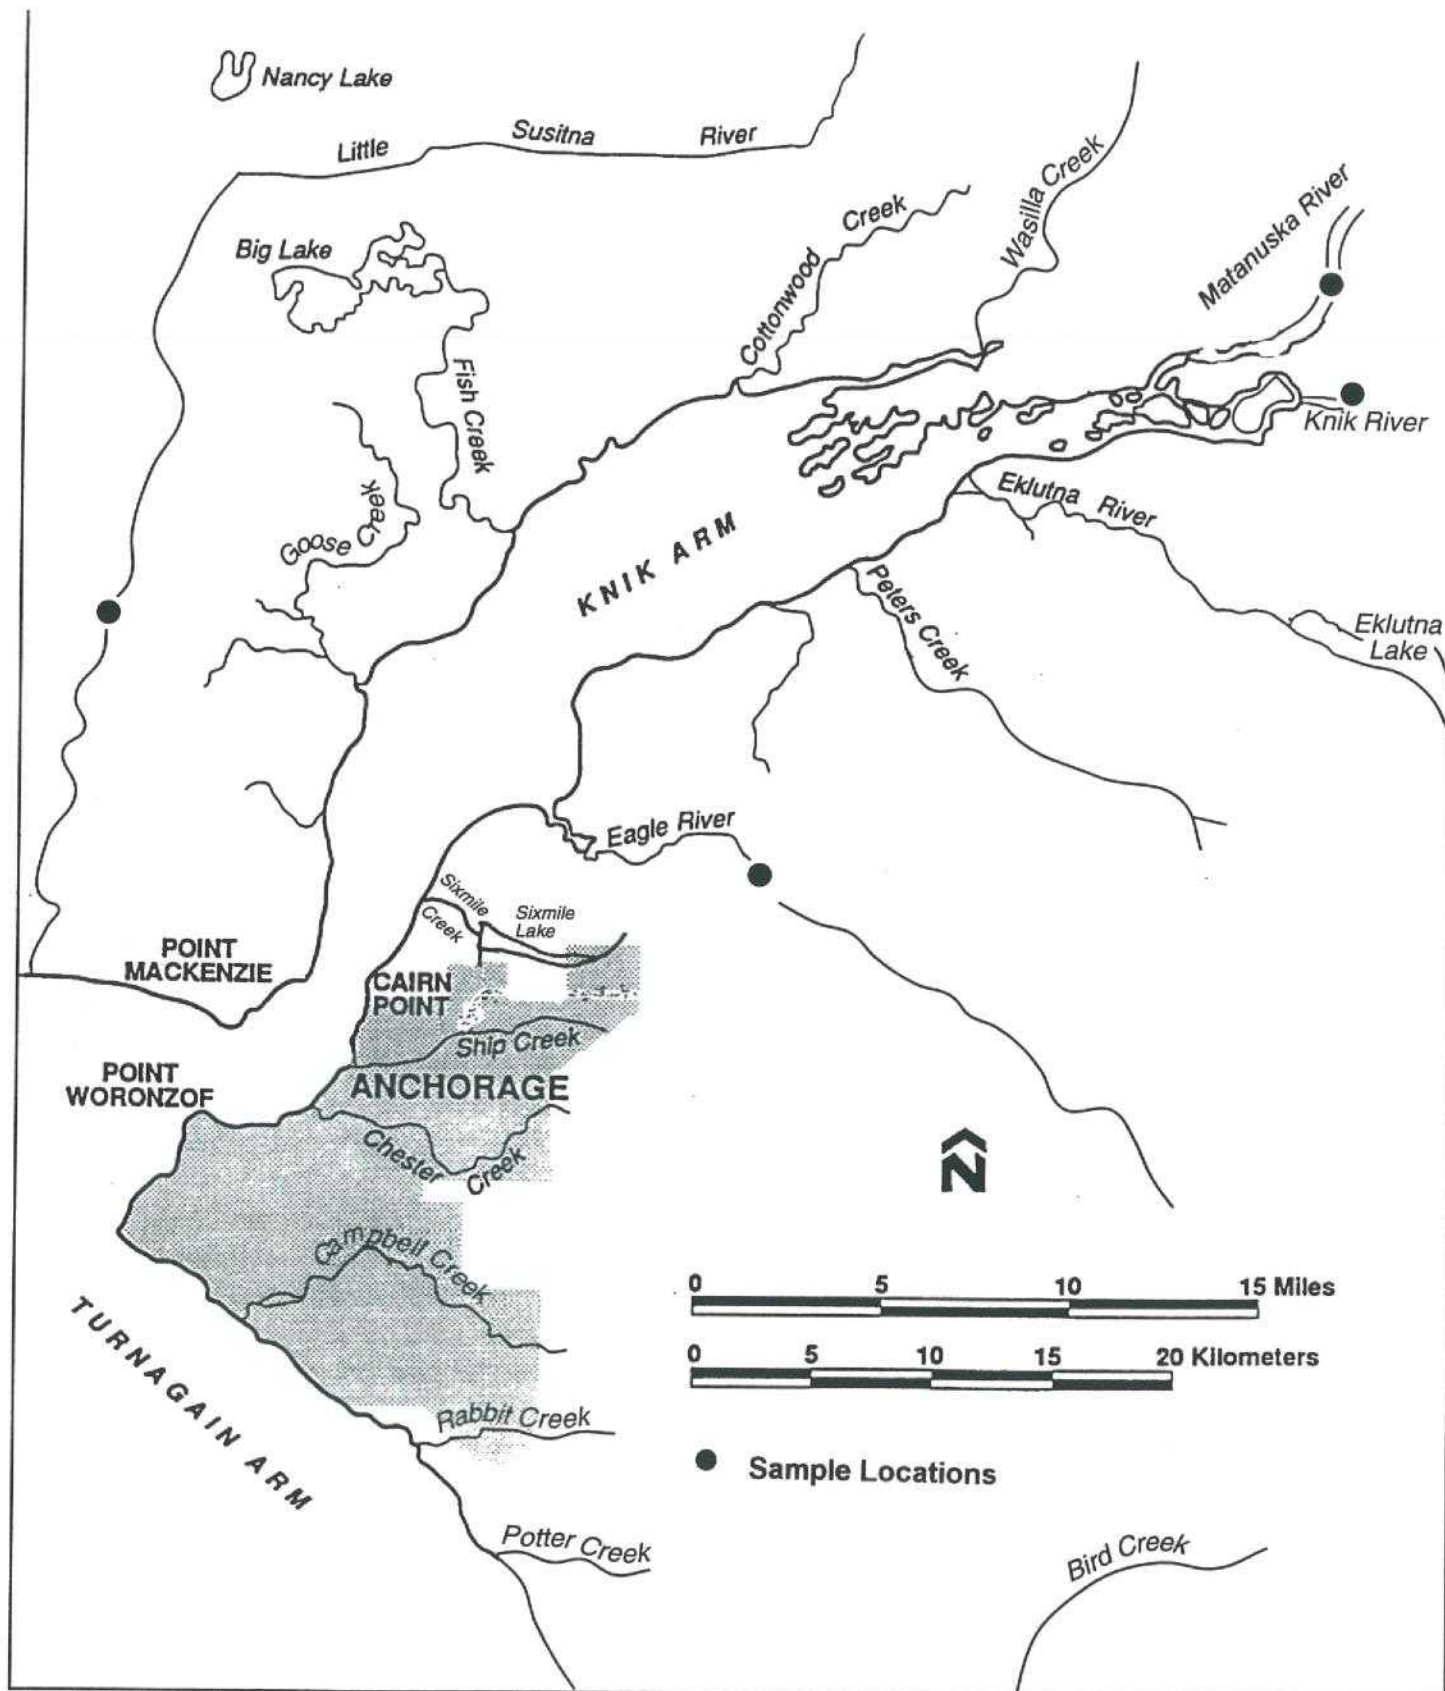 Nancy Lake
Little Susitna River
Big Lake
Cottonwood Creek
Wasilla Creek
Matanuska River
Fish Creek
Knik River
Goose Creek
KNIK ARM
Eklutna River
Peters Creek
Eklutna
Lake
Eagle River
Sixmile
Creek
Sixmile
Lake
POINT
MACKENZIE
CAIRN
POINT
Ship Creek
POINT
WORONZOF
ANCHORAGE
Chester Creek
N
Campbell Creek
0 5 10 15 Miles
0 5 10 15 20 Kilometers
TURNAGAIN ARM
Rabbit Creek
Sample Locations
Potter Creek
Bird Creek